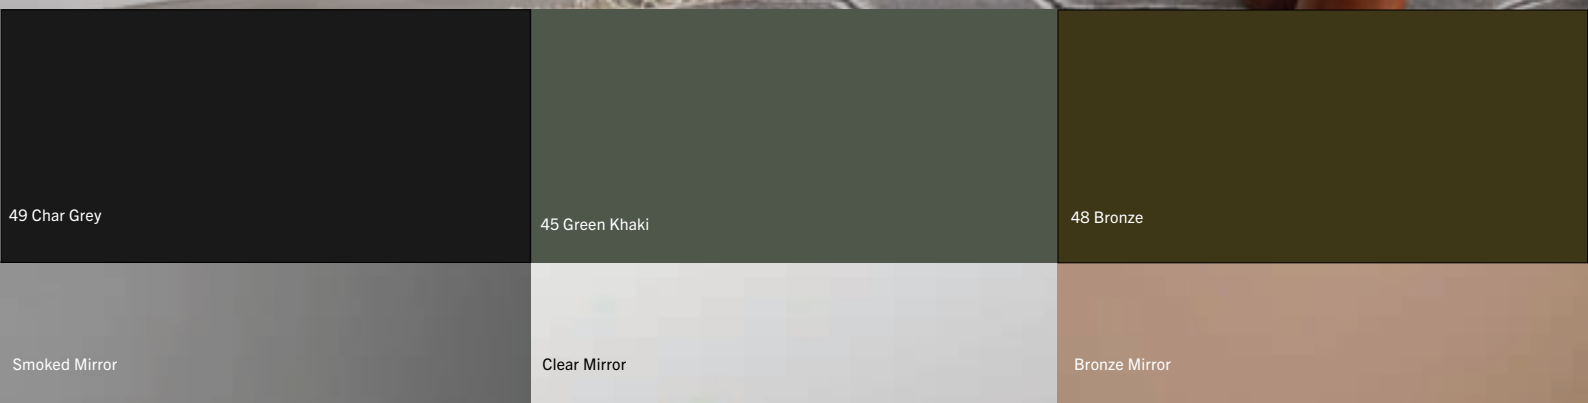 49 Char Grey
45 Green Khaki
48 Bronze
Smoked Mirror
Clear Mirror
Bronze Mirror